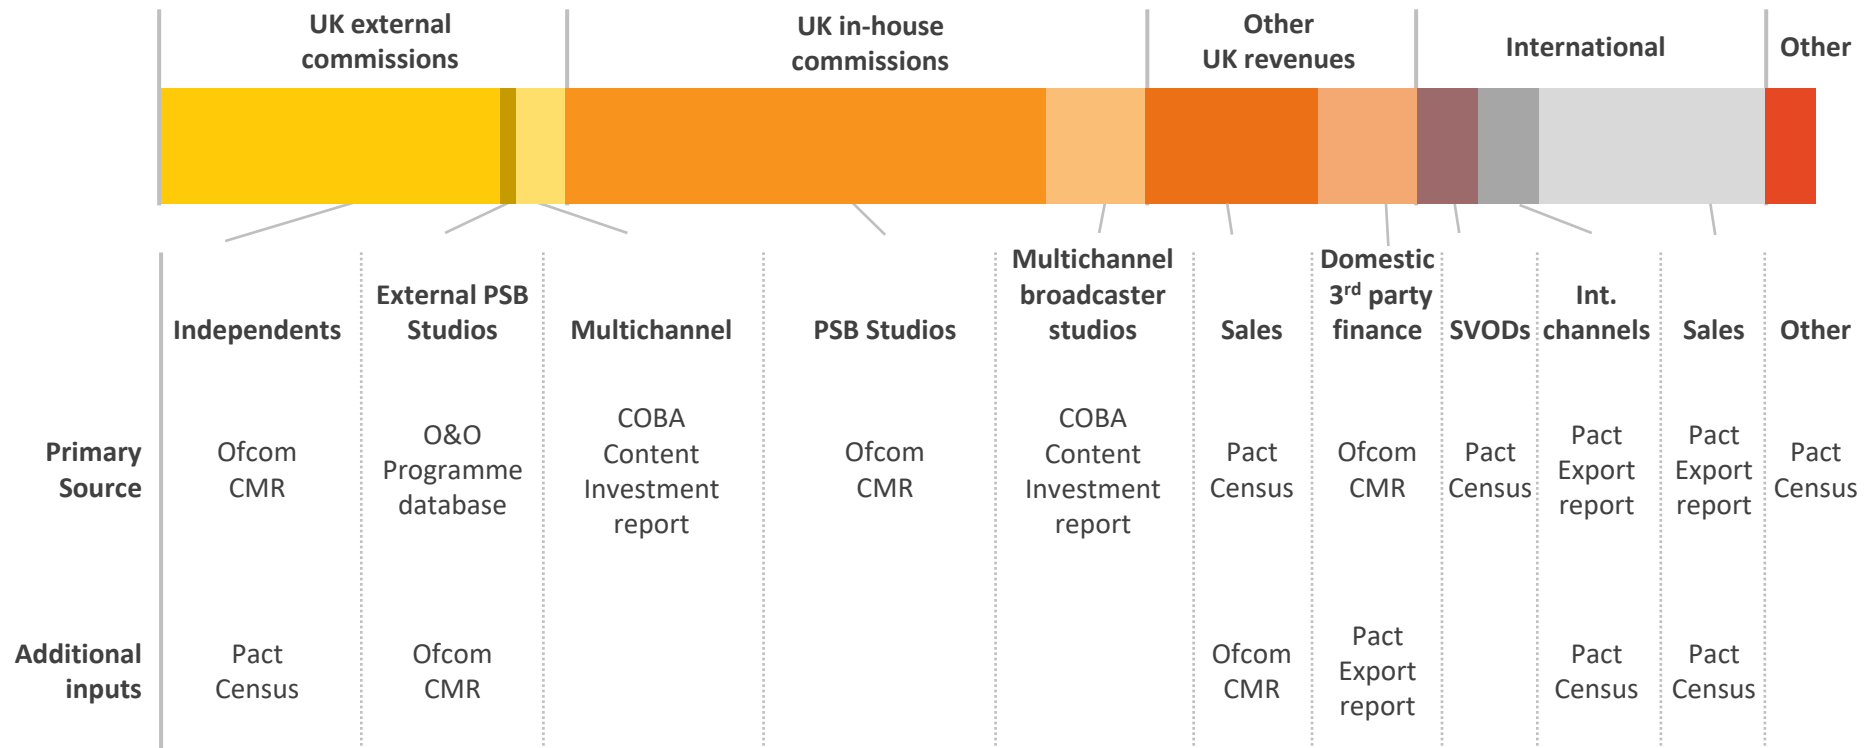 UK external
commissions
UK in-house
commissions
Other
UK revenues
International
Other
Independents
External PSB
Studios
Multichannel
PSB Studios
Multichannel
broadcaster
studios
Sales
Domestic
3rd party
finance
SVODs
Int.
channels
Sales
Other
Primary
Source
Ofcom
CMR
O&O
Programme
database
COBA
Content
Investment
report
Ofcom
CMR
COBA
Content
Investment
report
Pact
Census
Ofcom
CMR
Pact
Census
Pact
Export
report
Pact
Export
report
Pact
Census
Additional
inputs
Pact
Census
Ofcom
CMR
Ofcom
CMR
Pact
Export
report
Pact
Census
Pact
Census